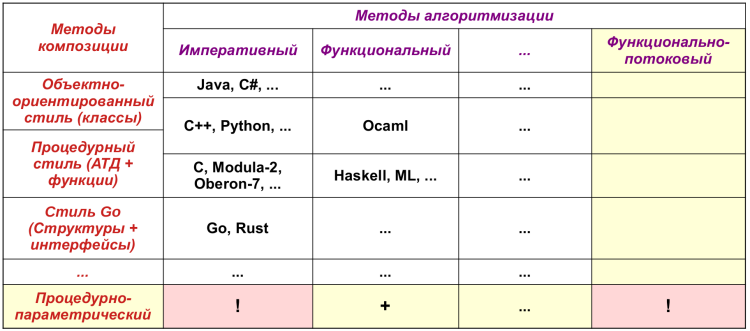 Методы
композиции
Методы алгоритмизации
Императивный
Функциональный
...
Функционально-
потоковый
Объектно-
ориентированный
стиль (классы)
Java, C#, ...
...
...
C++, Python, ...
Ocaml
...
Процедурный
стиль (АТД +
функции)
C, Modula-2,
Oberon-7, ...
Haskell, ML, ...
...
Стиль Go
(Структуры +
интерфейсы)
Go, Rust
...
...
...
...
...
...
Процедурно-
параметрический
!
+
...
!